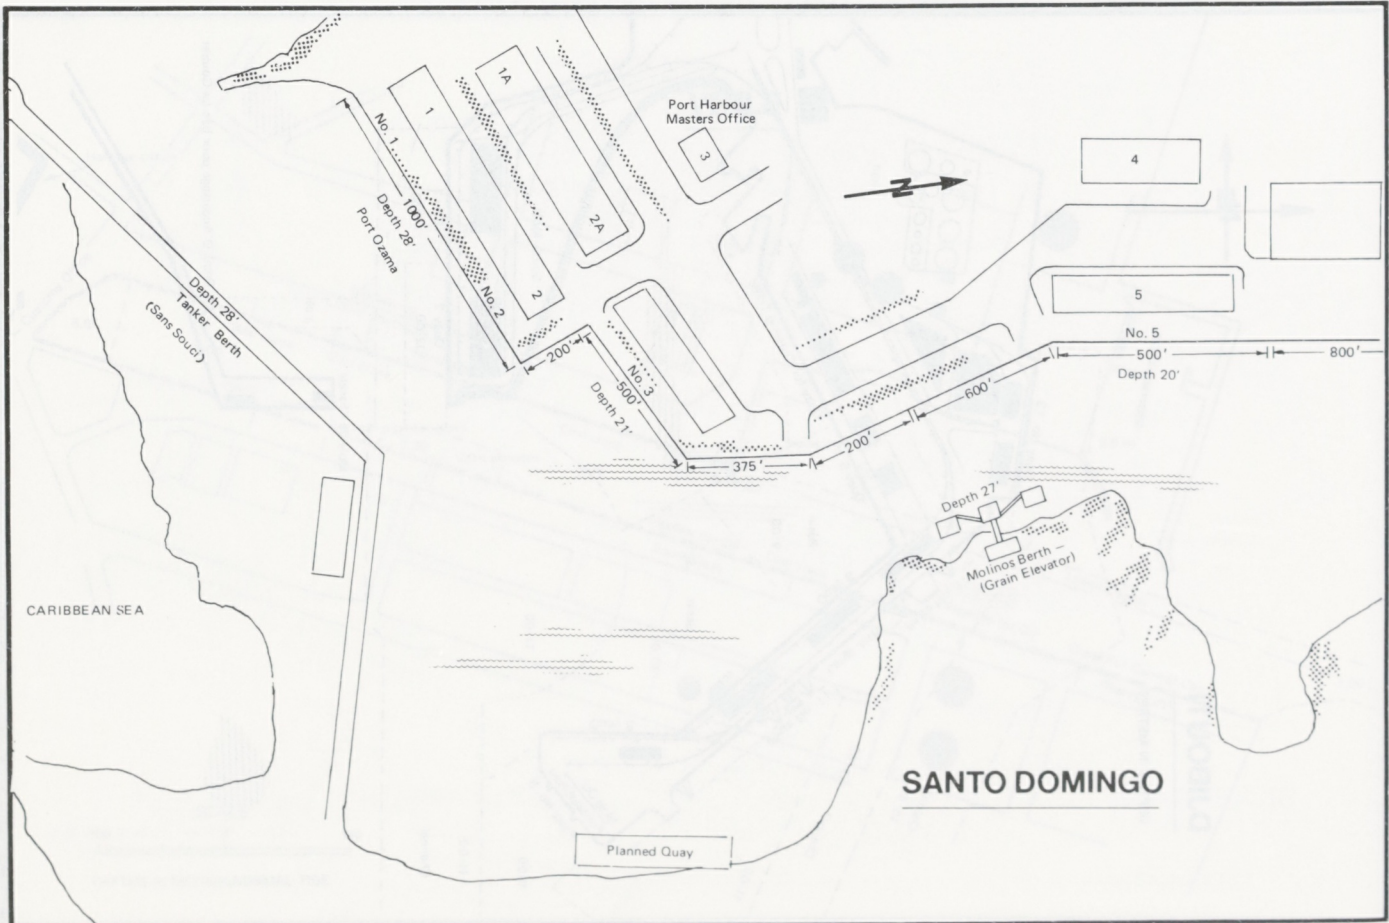 1
1A
Port Harbour
Masters Office
3
No. 1
1000'
Depth 28'
Port Ozama
No. 2
2
2A
N
4
5
No. 5
500'
800'
Depth 20'
Depth 28'
Tanker Berth
(Sans Souci)
200'
No. 3
500'
Depth 21'
375'
200'
600'
Depth 27'
Molinos Berth –
(Grain Elevator)
CARIBBEAN SEA
SANTO DOMINGO
Planned Quay